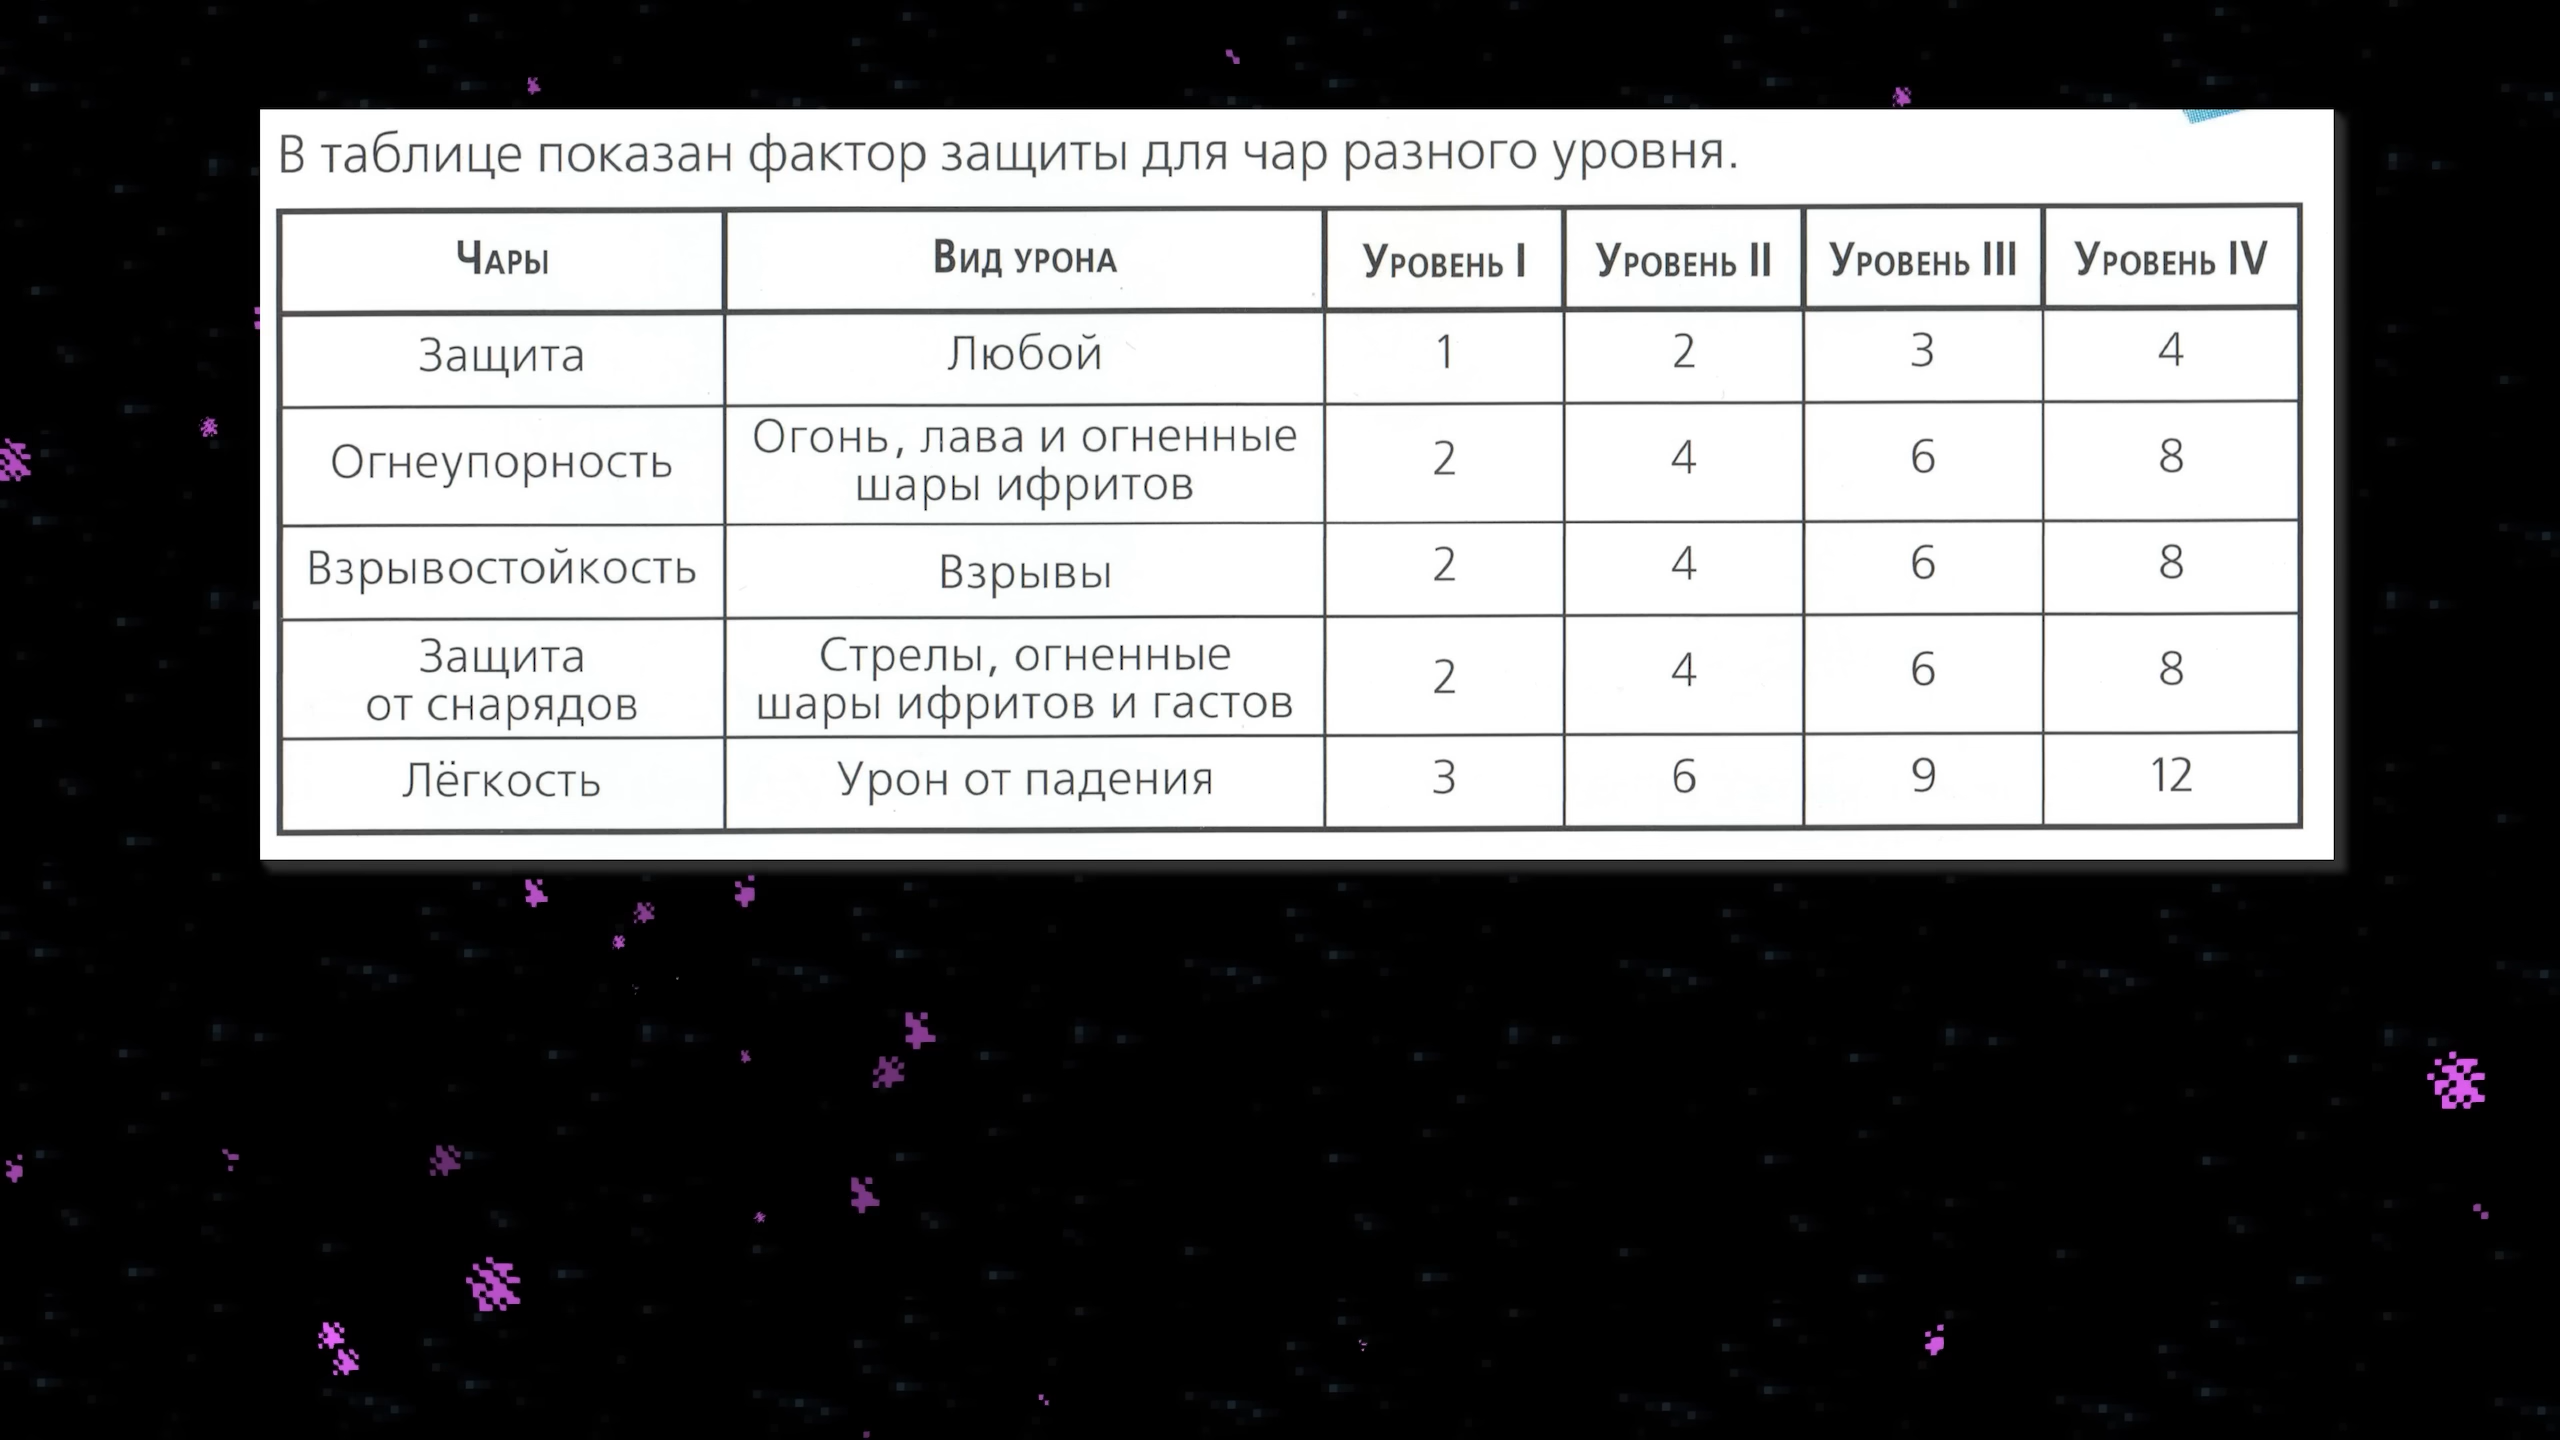 В таблице показан фактор защиты для чар разного уровня.
Чары Вид урона Уровень I Уровень II Уровень III Уровень IV
Защита Любой 1 2 3 4
Огнеупорность Огонь, лава и огненные шары ифритов 2 4 6 8
Взрывостойкость Взрывы 2 4 6 8
Защита от снарядов Стрелы, огненные шары ифритов и гастов 2 4 6 8
Лёгкость Урон от падения 3 6 9 12